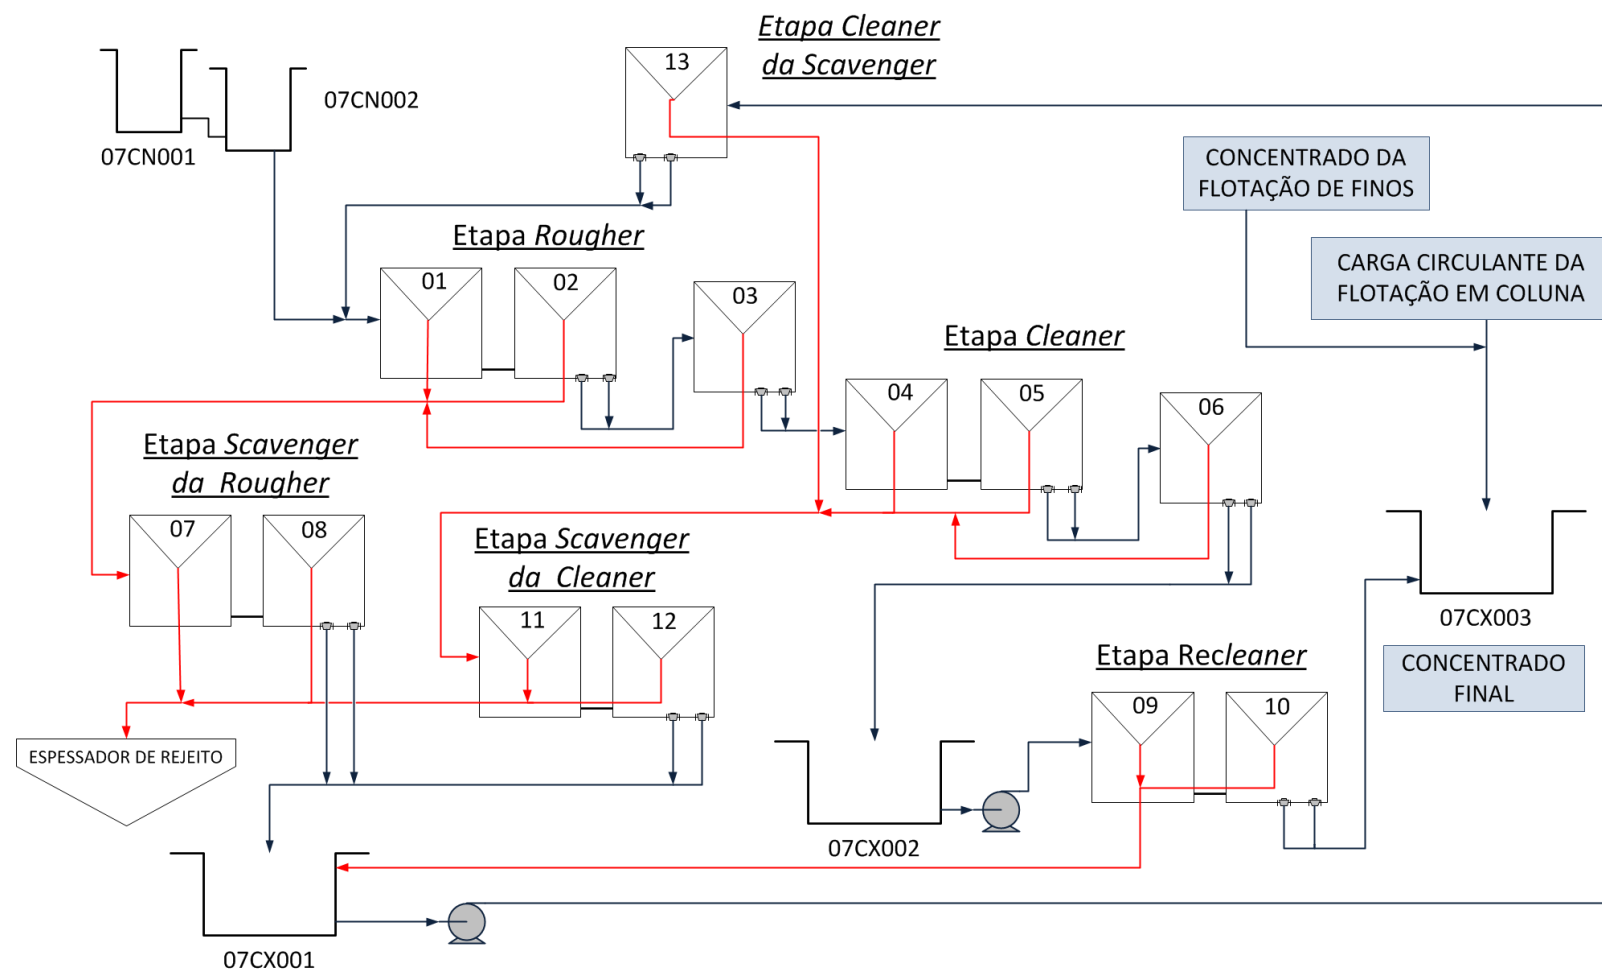 Etapa Cleaner
da Scavenger
13
07CN002
07CN001
CONCENTRADO DA
FLOTAÇÃO DE FINOS
Etapa Rougher
CARGA CIRCULANTE DA
FLOTAÇÃO EM COLUNA
01
02
03
Etapa Cleaner
04
05
06
Etapa Scavenger
da Rougher
07
08
Etapa Scavenger
da Cleaner
11
12
07CX003
CONCENTRADO
FINAL
Etapa Recleaner
09
10
ESPESSADOR DE REJEITO
07CX002
07CX001